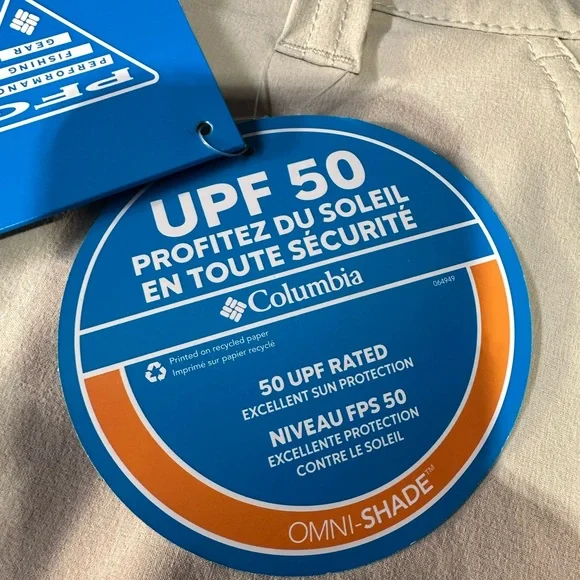 PFG
PERFORMANCE
FISHING
GEAR
UPF 50
PROFITEZ DU SOLEIL
EN TOUTE SÉCURITÉ
Columbia
064949
Printed on recycled paper
Imprimé sur papier recyclé
50 UPF RATED
EXCELLENT SUN PROTECTION
NIVEAU FPS 50
EXCELLENTE PROTECTION
CONTRE LE SOLEIL
OMNI-SHADE™